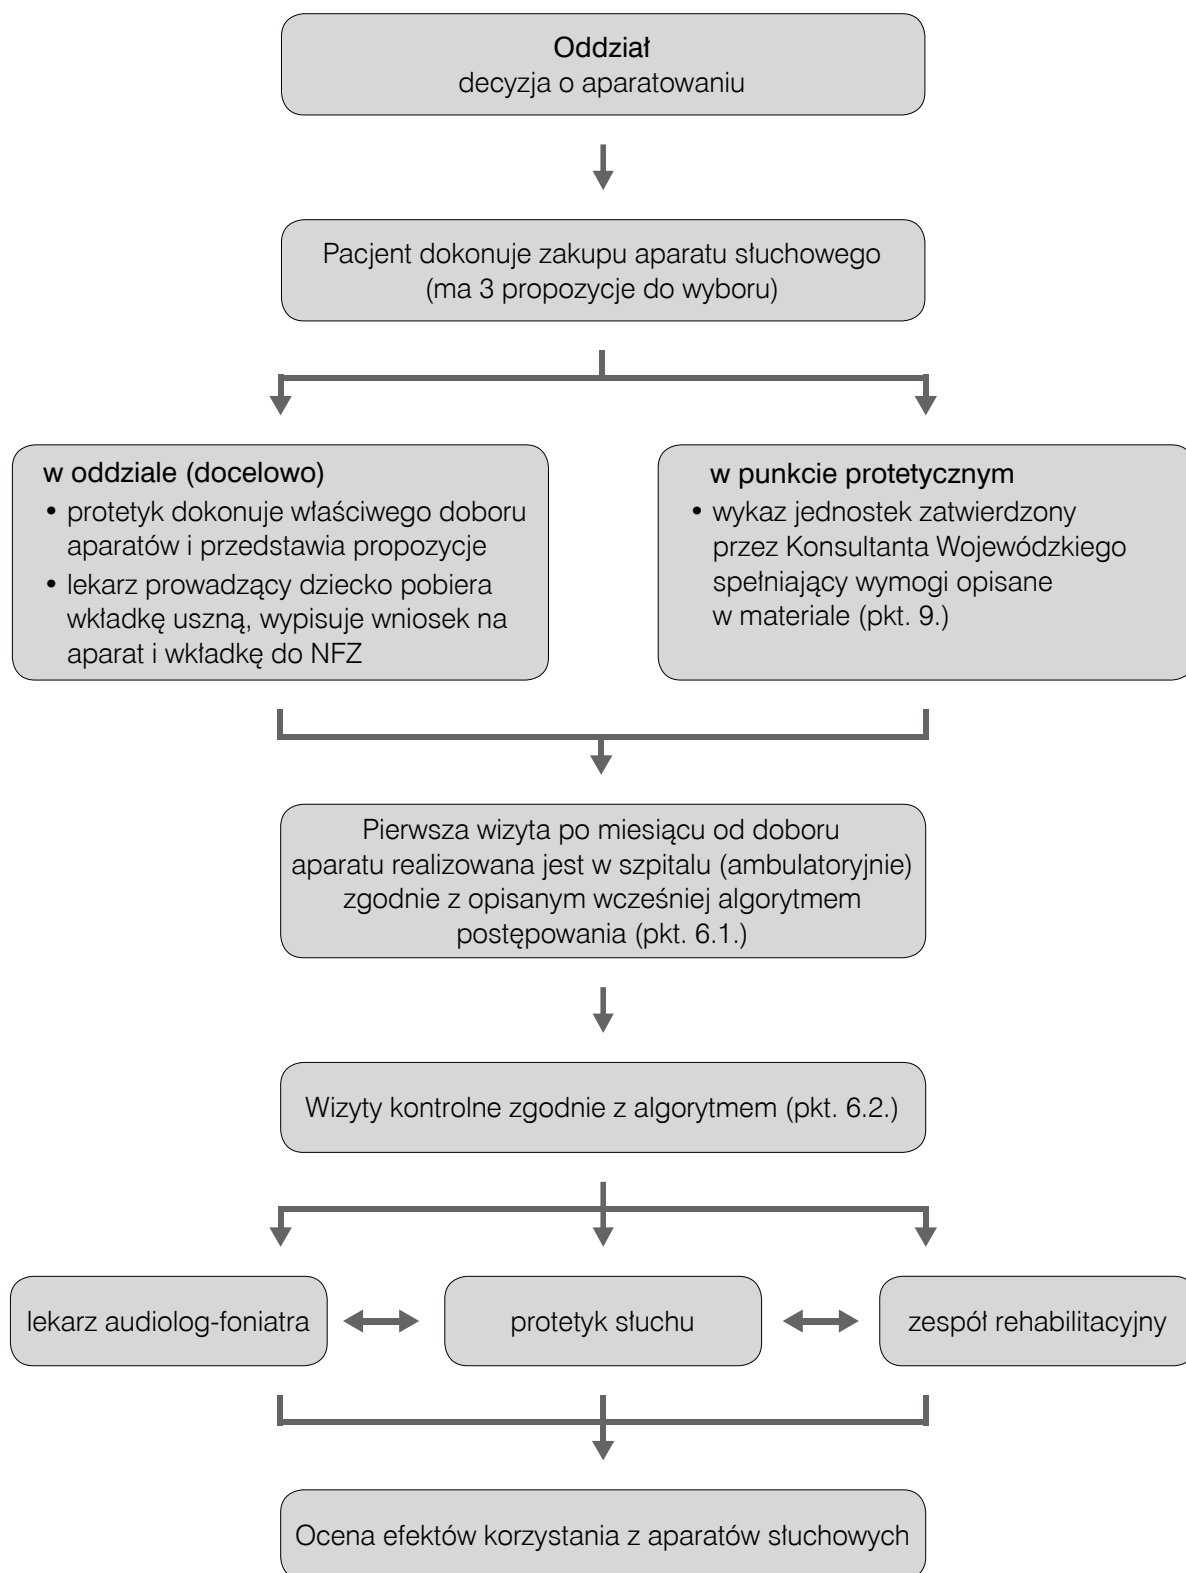 Oddział
decyzja o aparatowaniu
Pacjent dokonuje zakupu aparatu słuchowego
(ma 3 propozycje do wyboru)
w oddziale (docelowo)
• protetyk dokonuje właściwego doboru
aparatów i przedstawia propozycje
• lekarz prowadzący dziecko pobiera
wkładkę uszną, wypisuje wniosek na
aparat i wkładkę do NFZ
w punkcie protetycznym
• wykaz jednostek zatwierdzony
przez Konsultanta Wojewódzkiego
spełniający wymogi opisane
w materiale (pkt. 9.)
Pierwsza wizyta po miesiącu od doboru
aparatu realizowana jest w szpitalu (ambulatoryjnie)
zgodnie z opisanym wcześniej algorytmem
postępowania (pkt. 6.1.)
Wizyty kontrolne zgodnie z algorytmem (pkt. 6.2.)
lekarz audiolog-foniatra
protetyk słuchu
zespół rehabilitacyjny
Ocena efektów korzystania z aparatów słuchowych